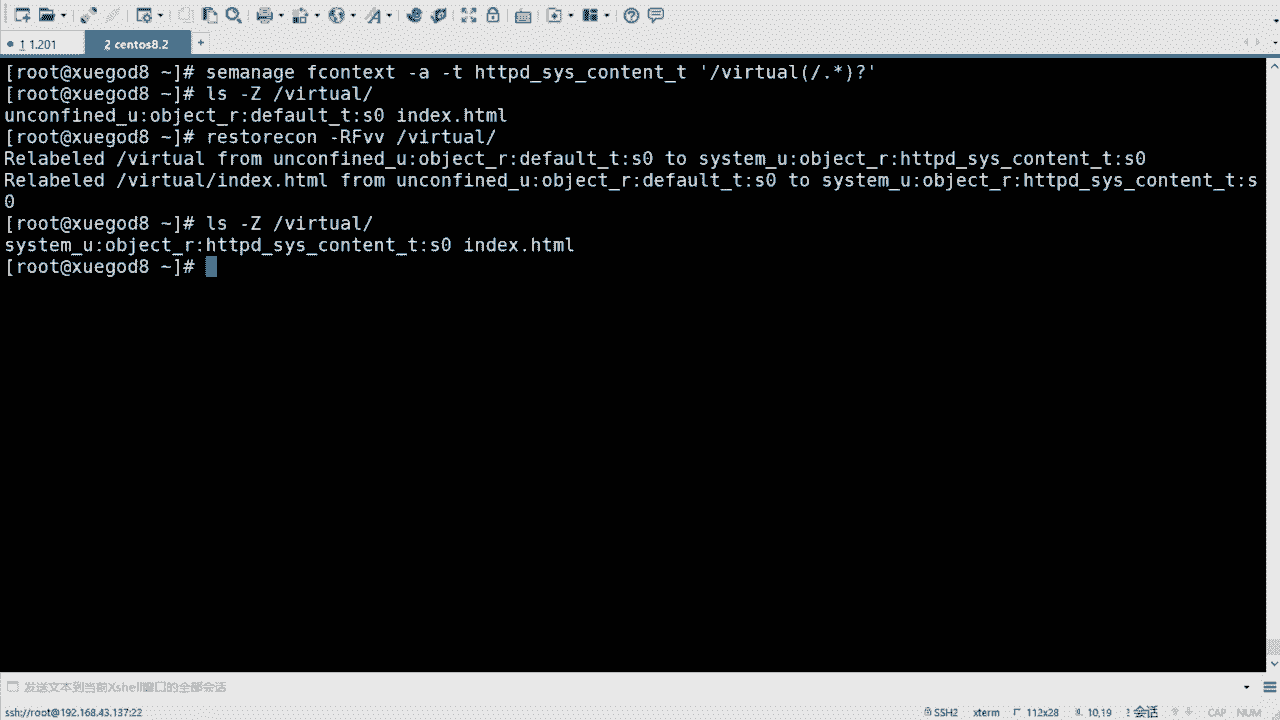 1 1.201
2 centos8.2
+
[root@xuegod8 ~]# semanage fcontext -a -t httpd_sys_content_t '/virtual(/.*)?'
[root@xuegod8 ~]# ls -Z /virtual/
unconfined_u:object_r:default_t:s0 index.html
[root@xuegod8 ~]# restorecon -RFvv /virtual/
Relabeled /virtual from unconfined_u:object_r:default_t:s0 to system_u:object_r:httpd_sys_content_t:s0
Relabeled /virtual/index.html from unconfined_u:object_r:default_t:s0 to system_u:object_r:httpd_sys_content_t:s
0
[root@xuegod8 ~]# ls -Z /virtual/
system_u:object_r:httpd_sys_content_t:s0 index.html
[root@xuegod8 ~]#
发送文本到当前Xshell窗口的全部会话
ssh://root@192.168.43.137:22 SSH2 xterm 112x28 10,19 1 会话 CAP NUM